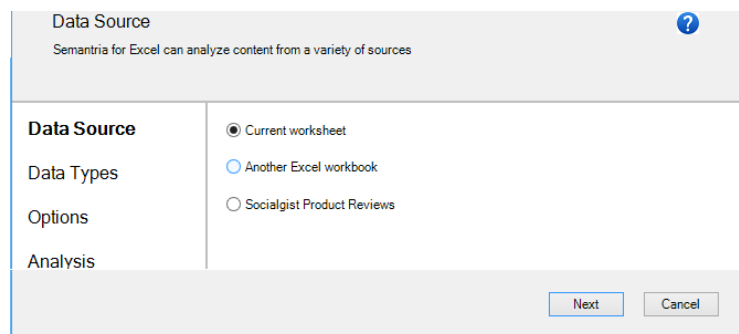 Data Source
?
Semantria for Excel can analyze content from a variety of sources
Data Source
Data Types
Options
Analysis
Current worksheet
Another Excel workbook
Socialgist Product Reviews
Next
Cancel